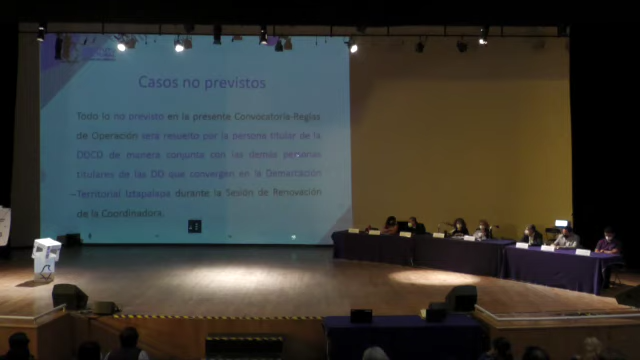 Casos no previstos
Todo lo no previsto en la presente Convocatoria-Reglas
de Operación será resuelto por la persona titular de la
DDCD de manera conjunta con las demás personas
titulares de las DD que convergen en la Demarcación
Territorial Iztapalapa durante la Sesión de Renovación
de la Coordinadora.